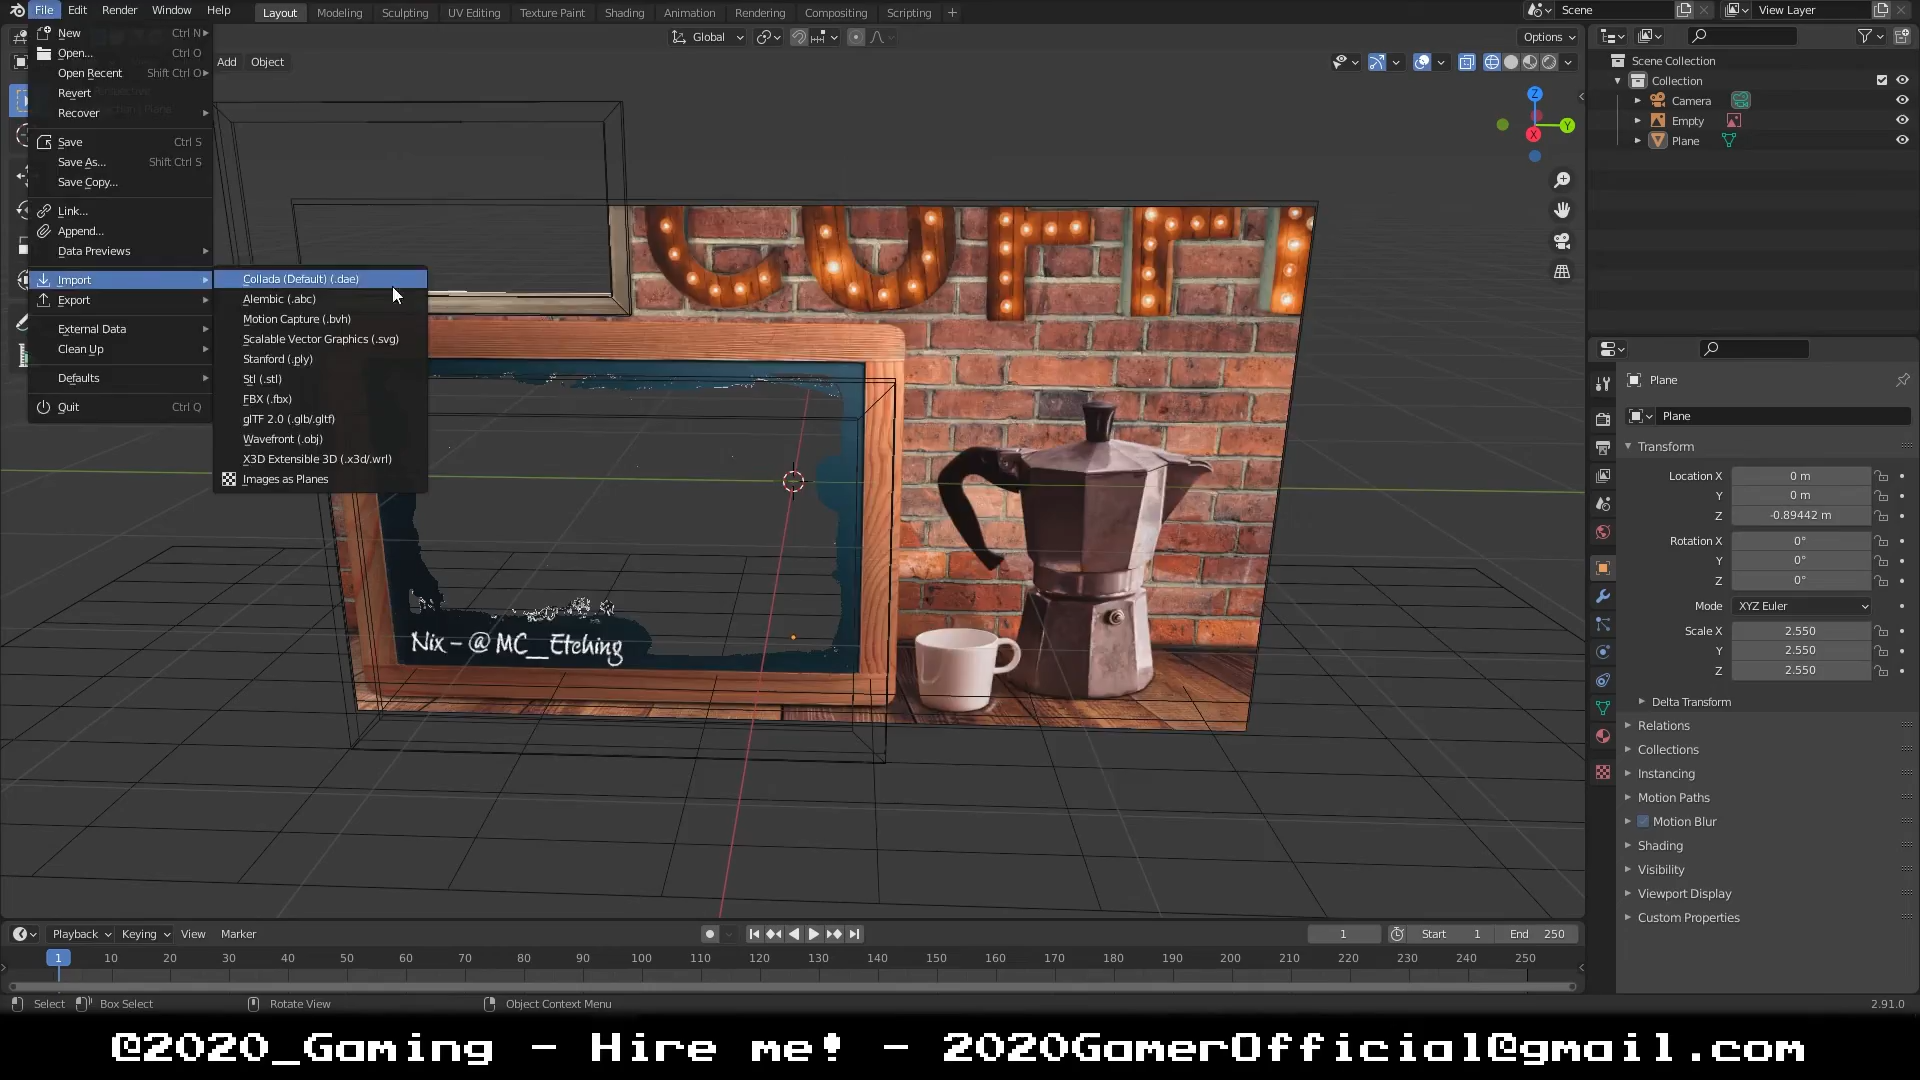 File Edit Render Window Help Layout Modeling Sculpting UV Editing Texture Paint Shading Animation Rendering Compositing Scripting + Scene View Layer
Global Options
Add Object
New Ctrl N
Open... Ctrl O
Open Recent Shift Ctrl O
Revert
Recover
Save Ctrl S
Save As... Shift Ctrl S
Save Copy...
Link...
Append...
Data Previews
Import
Export
External Data
Clean Up
Defaults
Quit Ctrl Q
Collada (Default) (.dae)
Alembic (.abc)
Motion Capture (.bvh)
Scalable Vector Graphics (.svg)
Stanford (.ply)
Stl (.stl)
FBX (.fbx)
glTF 2.0 (.glb/.gltf)
Wavefront (.obj)
X3D Extensible 3D (.x3d/.wrl)
Images as Planes
Z
Y
X
Nix - @MC__Etching
Scene Collection
Collection
Camera
Empty
Plane
Plane
Plane
Transform
Location X 0 m
Y 0 m
Z -0.89442 m
Rotation X 0°
Y 0°
Z 0°
Mode XYZ Euler
Scale X 2.550
Y 2.550
Z 2.550
Delta Transform
Relations
Collections
Instancing
Motion Paths
Motion Blur
Shading
Visibility
Viewport Display
Custom Properties
Playback Keying View Marker 1 Start 1 End 250
1 10 20 30 40 50 60 70 80 90 100 110 120 130 140 150 160 170 180 190 200 210 220 230 240 250
Select Box Select Rotate View Object Context Menu 2.91.0
@2020_Gaming - Hire me! - 2020GamerOfficial@gmail.com